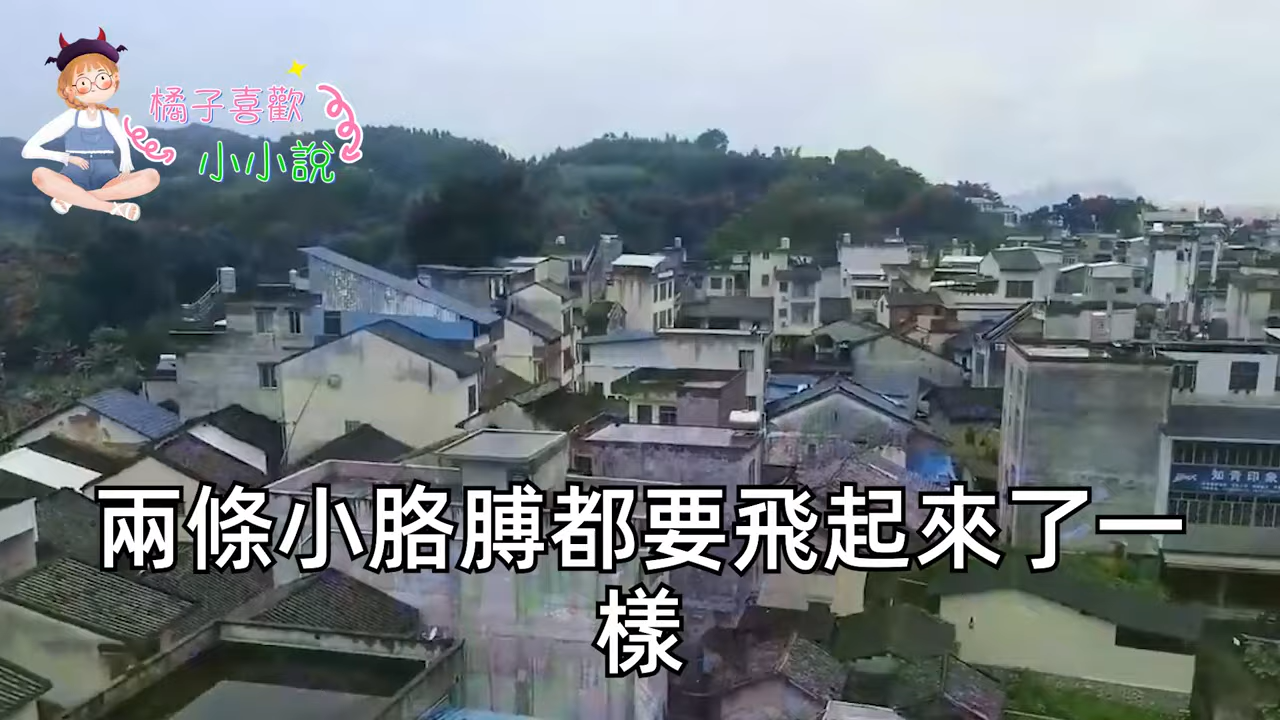 橘子喜歡
小小說
知青印象
兩條小胳膊都要飛起來了一
樣